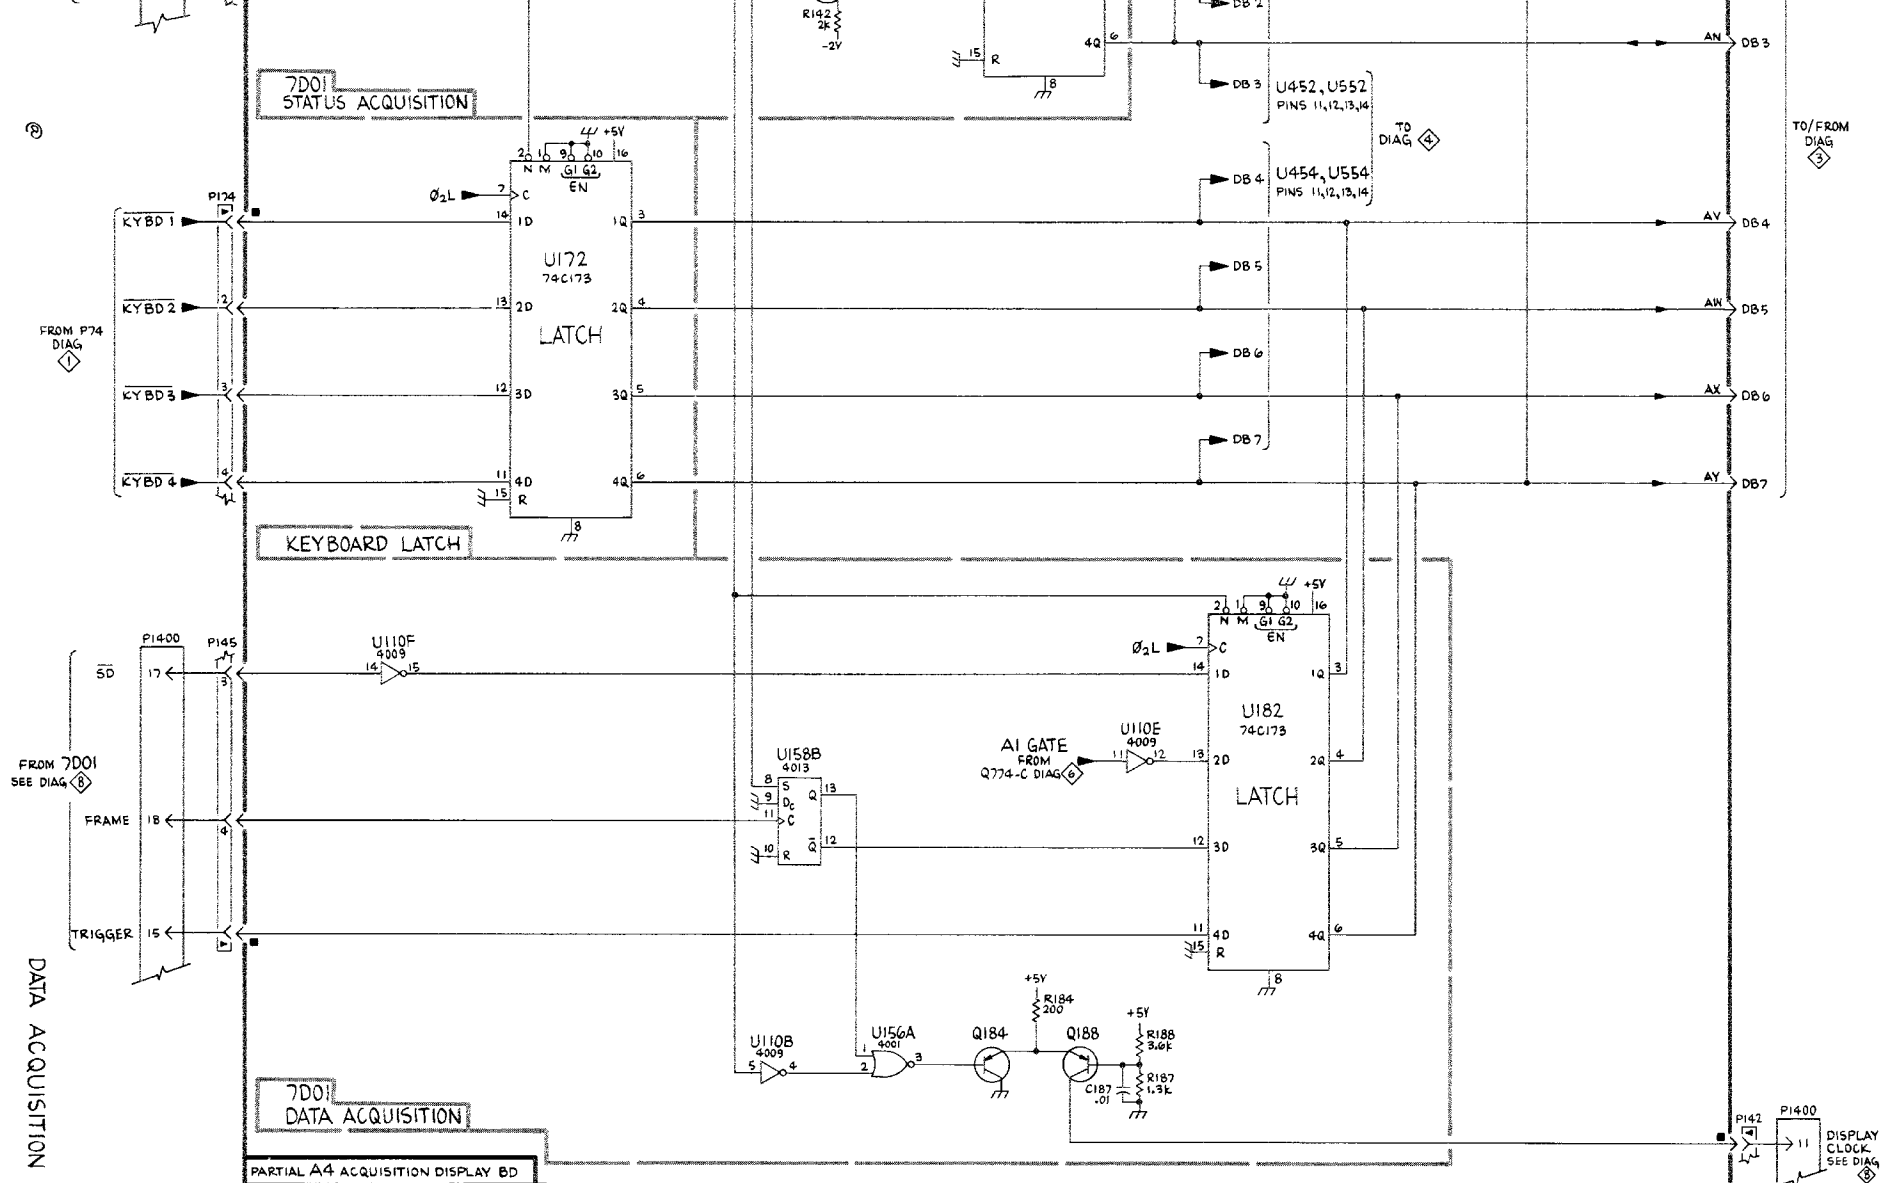 R142
2K
-2V
15
R
4Q
6
8
DB 2
AN
DB3
DB 3
U452, U552
PINS 11,12,13,14
TO
DIAG 4
TO/FROM
DIAG
3
7D01
STATUS ACQUISITION
DB 4
U454, U554
PINS 11,12,13,14
+5V
2
1
9
10
16
N
M
G1
G2
EN
Ø2L
7
C
P174
KYBD 1
14
1D
1Q
3
AV
DB4
U172
74C173
LATCH
DB 5
KYBD 2
2
13
2D
2Q
4
AW
DB5
FROM P74
DIAG
1
DB 6
KYBD 3
3
12
3D
3Q
5
AX
DB6
DB 7
KYBD 4
4
11
4D
4Q
6
AY
DB7
15
R
8
KEYBOARD LATCH
+5V
2
1
9
10
16
N
M
G1
G2
EN
Ø2L
7
C
P1400
P145
U110F
4009
SD
17
3
14
15
14
1D
1Q
3
U182
74C173
LATCH
U110E
4009
A1 GATE
FROM
Q774-C DIAG 6
11
12
13
2D
2Q
4
FROM 7D01
SEE DIAG 8
U158B
4013
8
S
Q
13
9
DC
11
C
10
R
Q
12
FRAME
18
4
12
3D
3Q
5
TRIGGER
15
11
4D
4Q
6
15
R
8
DATA ACQUISITION
+5V
R184
200
+5V
U110B
4009
5
4
U156A
4001
1
2
3
Q184
Q188
R188
3.6K
C187
.01
R187
1.3K
7D01
DATA ACQUISITION
PARTIAL A4 ACQUISITION DISPLAY BD
P142
P1400
11
DISPLAY
CLOCK
SEE DIAG
8